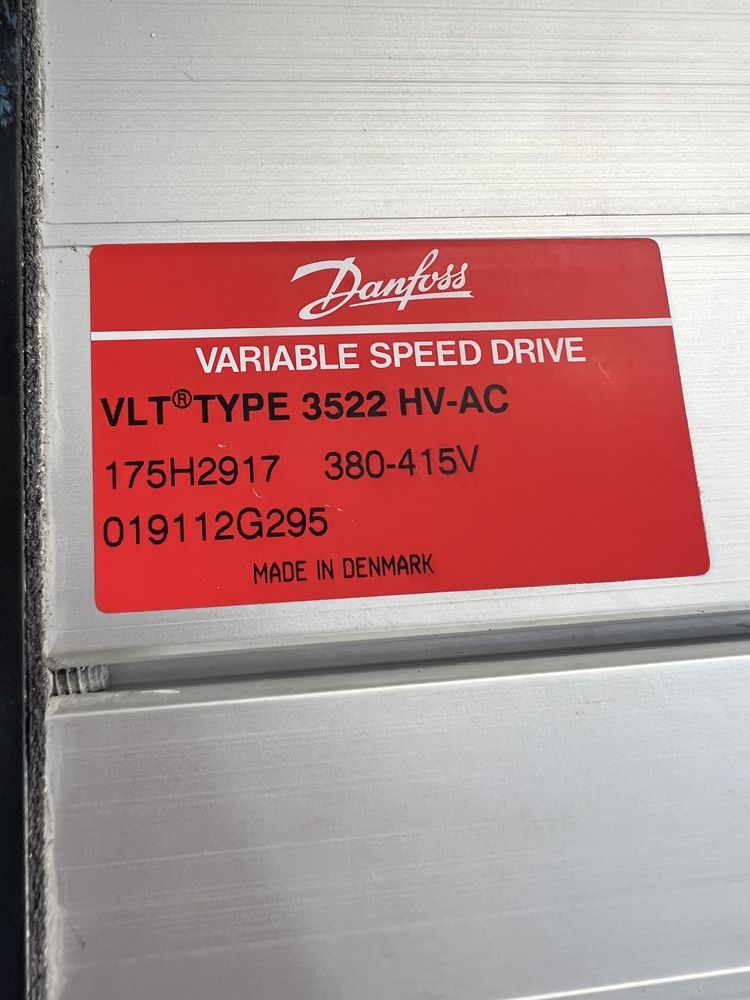 Danfoss
VARIABLE SPEED DRIVE
VLT®TYPE 3522 HV-AC
175H2917 380-415V
019112G295
MADE IN DENMARK